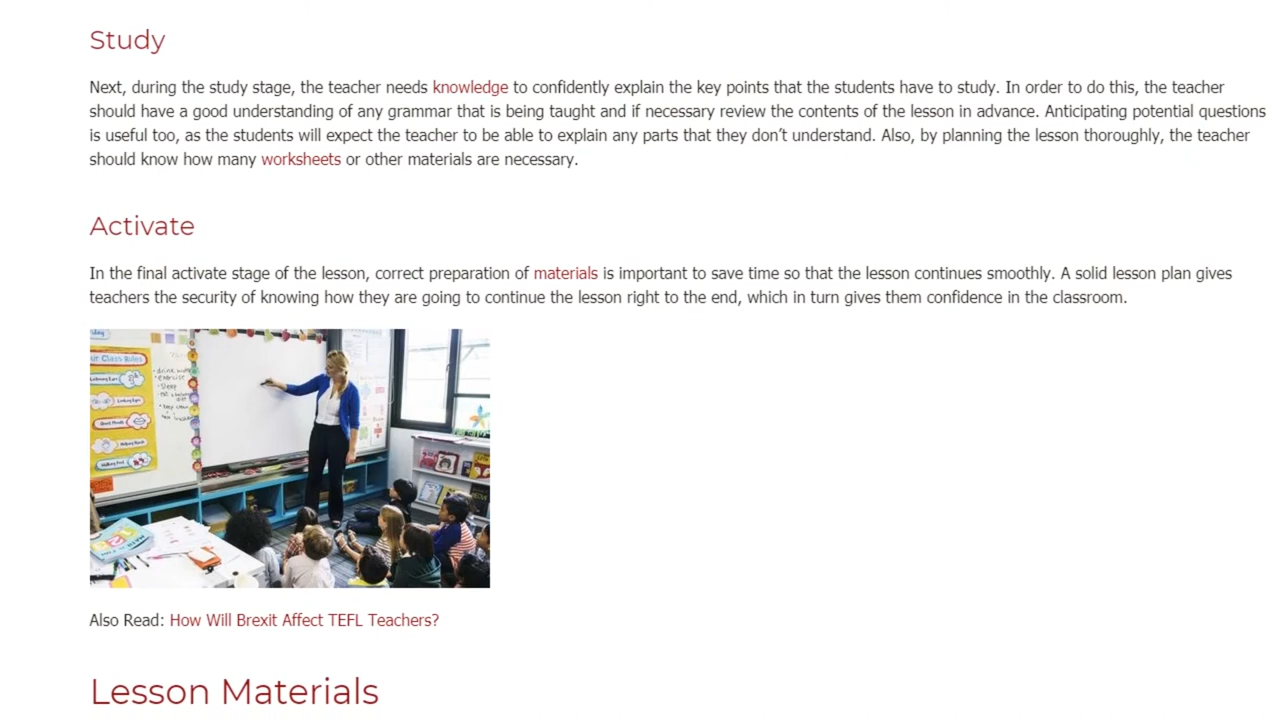 Study
Next, during the study stage, the teacher needs knowledge to confidently explain the key points that the students have to study. In order to do this, the teacher
should have a good understanding of any grammar that is being taught and if necessary review the contents of the lesson in advance. Anticipating potential questions
is useful too, as the students will expect the teacher to be able to explain any parts that they don’t understand. Also, by planning the lesson thoroughly, the teacher
should know how many worksheets or other materials are necessary.
Activate
In the final activate stage of the lesson, correct preparation of materials is important to save time so that the lesson continues smoothly. A solid lesson plan gives
teachers the security of knowing how they are going to continue the lesson right to the end, which in turn gives them confidence in the classroom.
Class Rules
Also Read: How Will Brexit Affect TEFL Teachers?
Lesson Materials